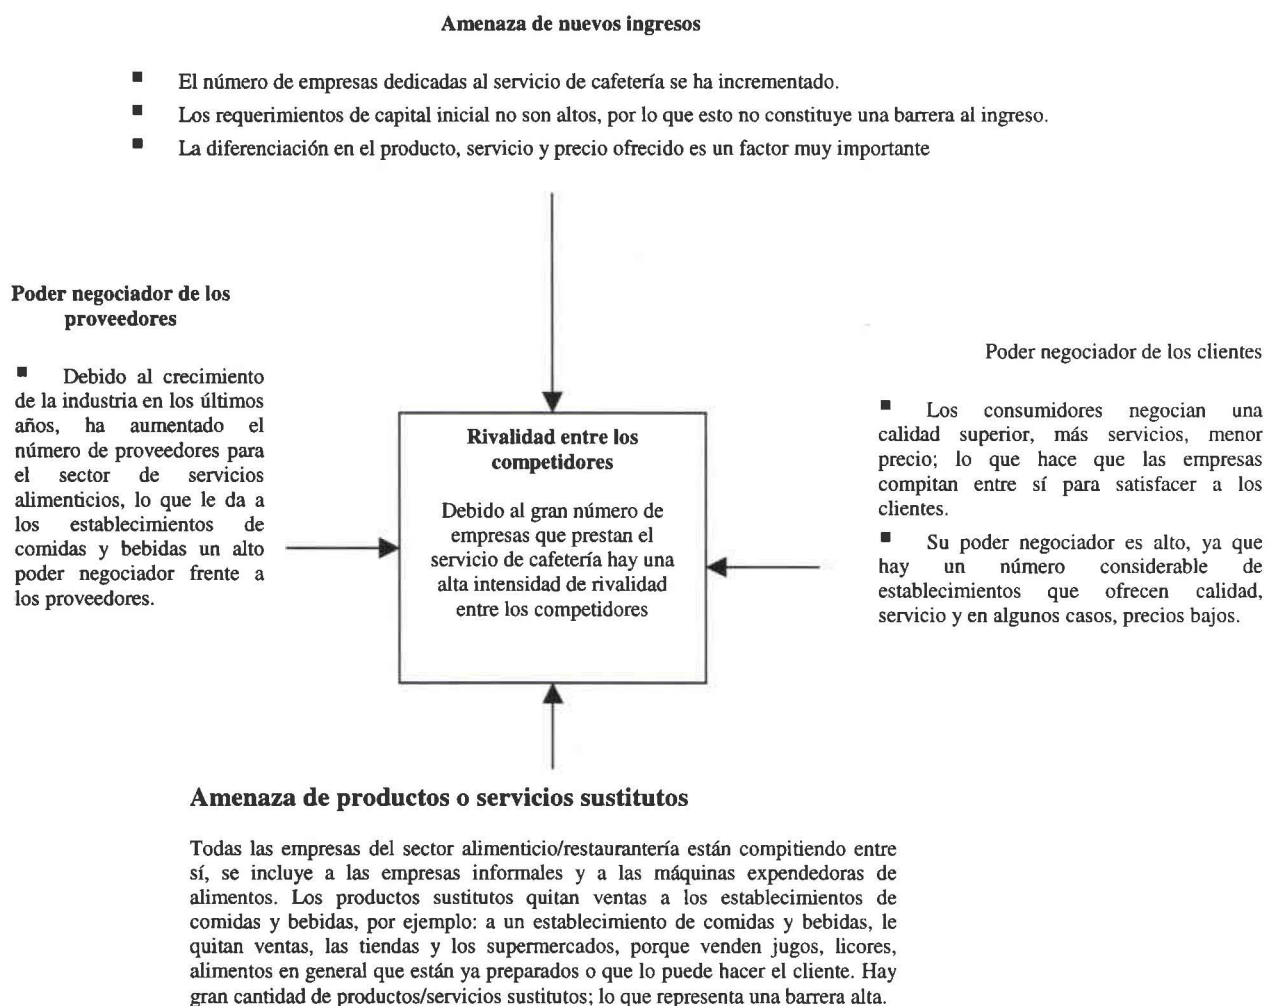 Amenaza de nuevos ingresos
■ El número de empresas dedicadas al servicio de cafetería se ha incrementado.
■ Los requerimientos de capital inicial no son altos, por lo que esto no constituye una barrera al ingreso.
■ La diferenciación en el producto, servicio y precio ofrecido es un factor muy importante
Poder negociador de los
proveedores
■ Debido al crecimiento
de la industria en los últimos
años, ha aumentado el
número de proveedores para
el sector de servicios
alimenticios, lo que le da a
los establecimientos de
comidas y bebidas un alto
poder negociador frente a
los proveedores.
Rivalidad entre los
competidores
Debido al gran número de
empresas que prestan el
servicio de cafetería hay una
alta intensidad de rivalidad
entre los competidores
Poder negociador de los clientes
■ Los consumidores negocian una
calidad superior, más servicios, menor
precio; lo que hace que las empresas
compitan entre sí para satisfacer a los
clientes.
■ Su poder negociador es alto, ya que
hay un número considerable de
establecimientos que ofrecen calidad,
servicio y en algunos casos, precios bajos.
Amenaza de productos o servicios sustitutos
Todas las empresas del sector alimenticio/restaurantería están compitiendo entre
sí, se incluye a las empresas informales y a las máquinas expendedoras de
alimentos. Los productos sustitutos quitan ventas a los establecimientos de
comidas y bebidas, por ejemplo: a un establecimiento de comidas y bebidas, le
quitan ventas, las tiendas y los supermercados, porque venden jugos, licores,
alimentos en general que están ya preparados o que lo puede hacer el cliente. Hay
gran cantidad de productos/servicios sustitutos; lo que representa una barrera alta.